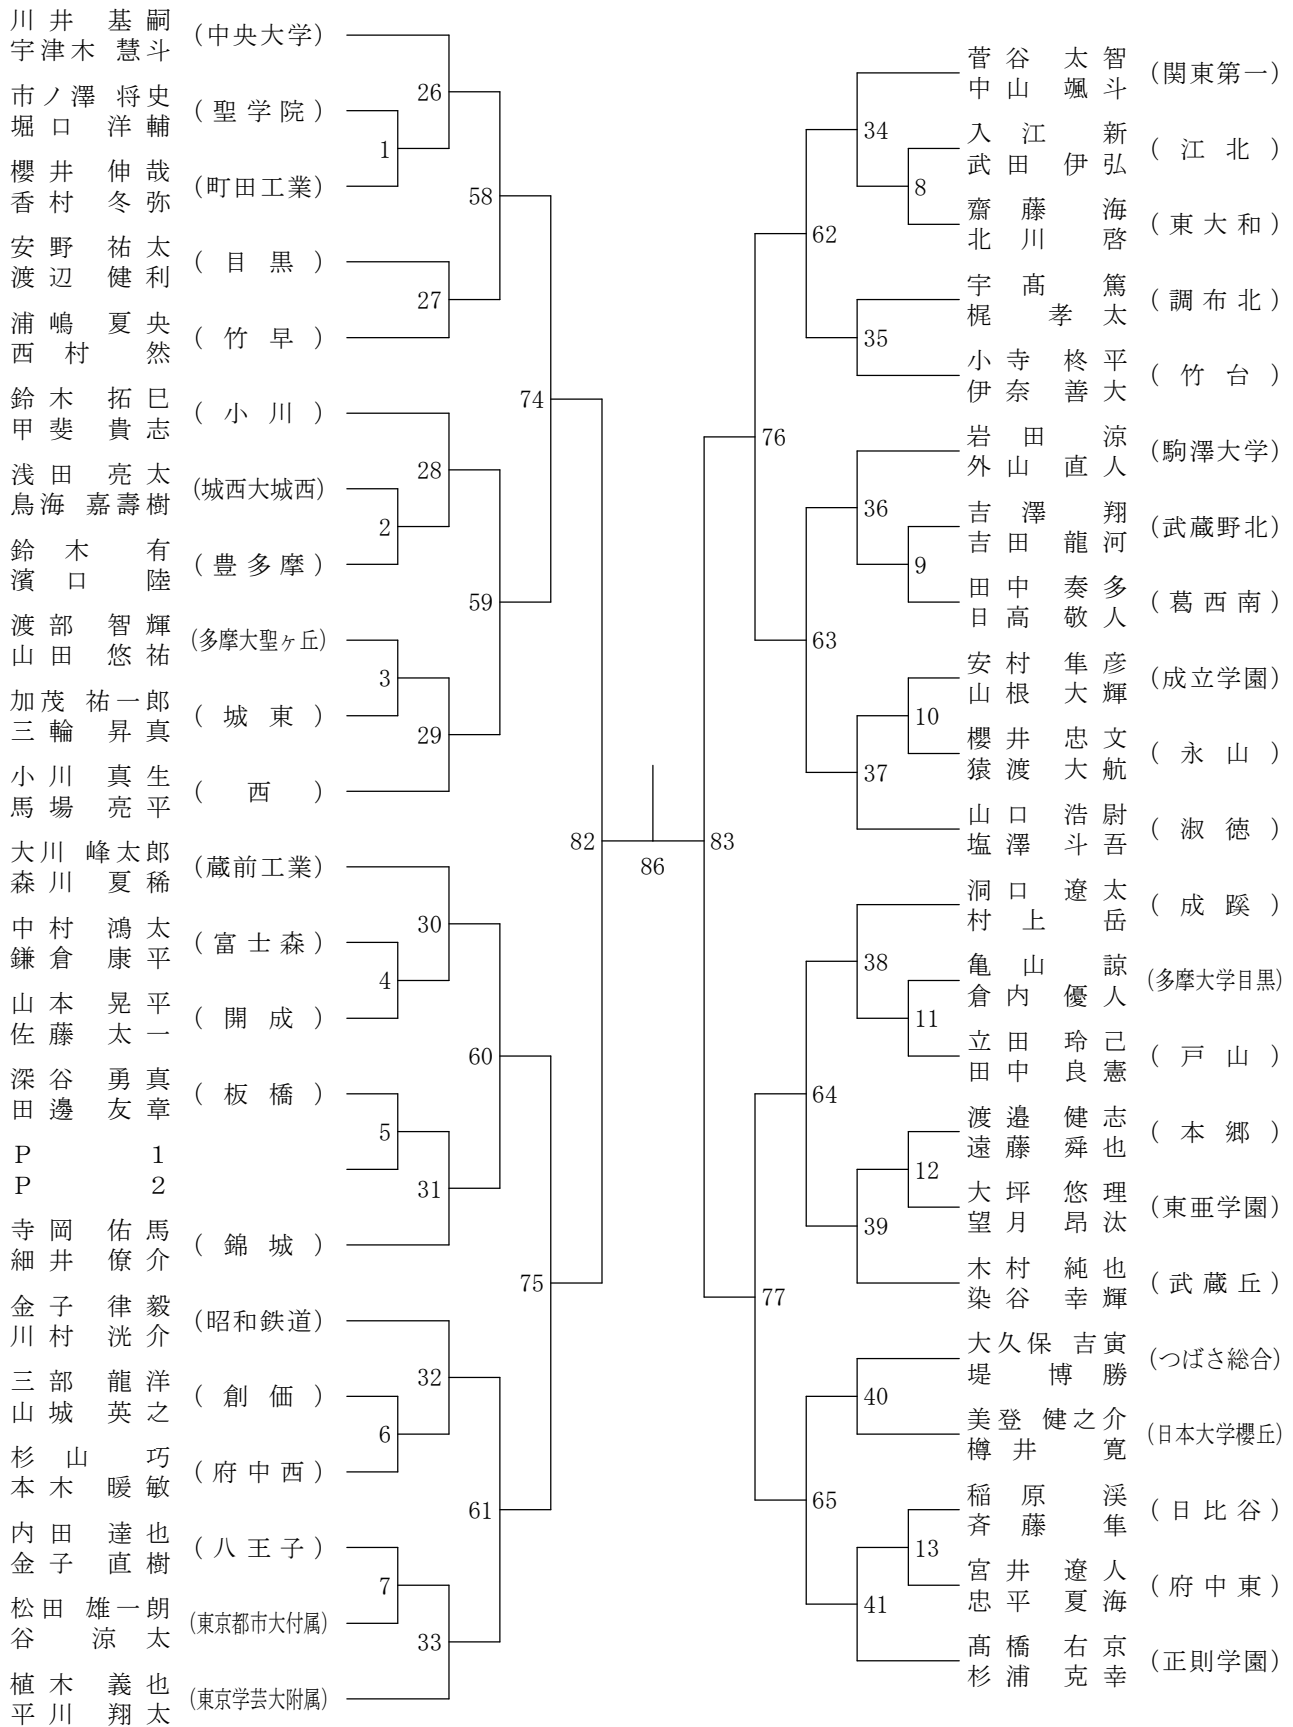 川井 基嗣
宇津木 慧斗
(中央大学)
市ノ澤 将史
堀口 洋輔
(聖学院)
櫻井 伸哉
香村 冬弥
(町田工業)
安野 祐太
渡辺 健利
(目黒)
浦嶋 夏央
西村 然
(竹早)
鈴木 拓巳
甲斐 貴志
(小川)
浅田 亮太
鳥海 嘉壽樹
(城西大城西)
鈴木 有
濱口 陸
(豊多摩)
渡部 智輝
山田 悠祐
(多摩大聖ヶ丘)
加茂 祐一郎
三輪 昇真
(城東)
小川 真生
馬場 亮平
(西)
大川 峰太郎
森川 夏稀
(蔵前工業)
中村 鴻太
鎌倉 康平
(富士森)
山本 晃平
佐藤 太一
(開成)
深谷 勇真
田邊 友章
(板橋)
P 1
P 2
寺岡 佑馬
細井 僚介
(錦城)
金子 律毅
川村 洸介
(昭和鉄道)
三部 龍洋
山城 英之
(創価)
杉山 巧
本木 暖敏
(府中西)
内田 達也
金子 直樹
(八王子)
松田 雄一朗
谷 涼太
(東京都市大付属)
植木 義也
平川 翔太
(東京学芸大附属)
1
2
3
4
5
6
7
26
27
28
29
30
31
32
33
58
59
60
61
74
75
82
86
83
76
77
62
63
64
65
34
35
36
37
38
39
40
41
8
9
10
11
12
13
菅谷 太智
中山 颯斗
(関東第一)
入江 新
武田 伊弘
(江北)
齋藤 海
北川 啓
(東大和)
宇髙 篤
梶 孝太
(調布北)
小寺 柊平
伊奈 善大
(竹台)
岩田 涼
外山 直人
(駒澤大学)
吉澤 翔
吉田 龍河
(武蔵野北)
田中 奏多
日高 敬人
(葛西南)
安村 隼彦
山根 大輝
(成立学園)
櫻井 忠文
猿渡 大航
(永山)
山口 浩尉
塩澤 斗吾
(淑徳)
洞口 遼太
村上 岳
(成蹊)
亀山 諒
倉内 優人
(多摩大学目黒)
立田 玲己
田中 良憲
(戸山)
渡邉 健志
遠藤 舜也
(本郷)
大坪 悠理
望月 昂汰
(東亜学園)
木村 純也
染谷 幸輝
(武蔵丘)
大久保 吉寅
堤 博勝
(つばさ総合)
美登 健之介
樽井 寛
(日本大学櫻丘)
稲原 渓
斉藤 隼
(日比谷)
宮井 遼人
忠平 夏海
(府中東)
髙橋 右京
杉浦 克幸
(正則学園)